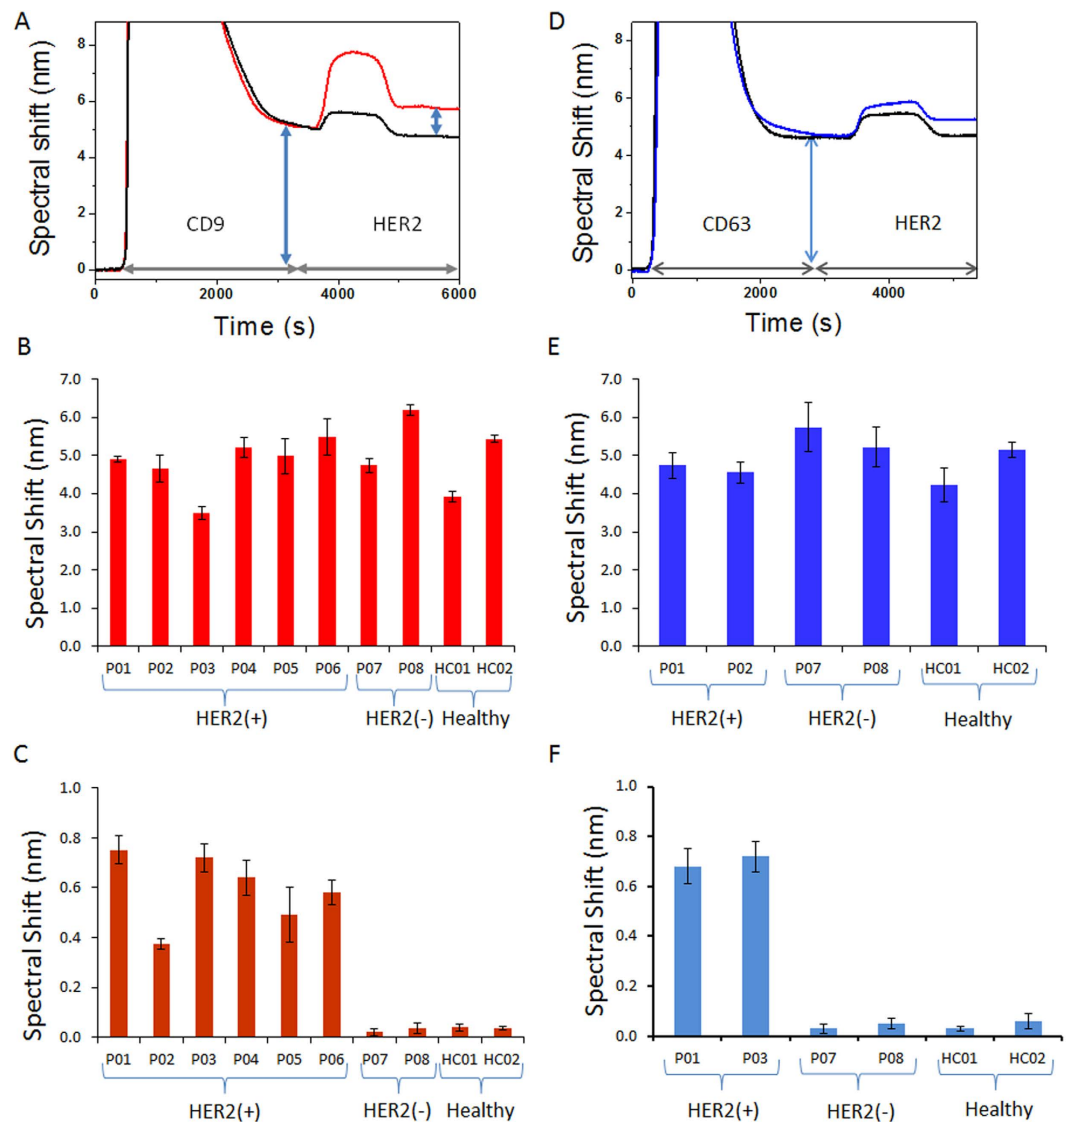 A
Spectral shift (nm)
8
6
4
2
0
CD9
HER2
0 2000 4000 6000
Time (s)
D
Spectral Shift (nm)
8
6
4
2
0
CD63
HER2
0 2000 4000
Time (s)
B
Spectral Shift (nm)
7.0
6.0
5.0
4.0
3.0
2.0
1.0
0.0
P01 P02 P03 P04 P05 P06 P07 P08 HC01 HC02
HER2(+) HER2(-) Healthy
E
Spectral Shift (nm)
7.0
6.0
5.0
4.0
3.0
2.0
1.0
0.0
P01 P02 P07 P08 HC01 HC02
HER2(+) HER2(-) Healthy
C
Spectral Shift (nm)
1.0
0.8
0.6
0.4
0.2
0.0
P01 P02 P03 P04 P05 P06 P07 P08 HC01 HC02
HER2(+) HER2(-) Healthy
F
Spectral Shift (nm)
1.0
0.8
0.6
0.4
0.2
0.0
P01 P03 P07 P08 HC01 HC02
HER2(+) HER2(-) Healthy